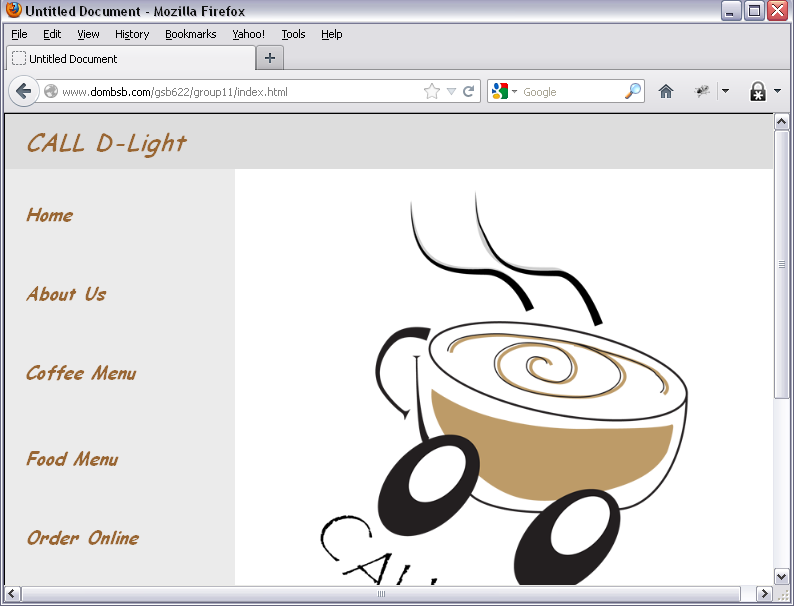 Untitled Document - Mozilla Firefox
File Edit View History Bookmarks Yahoo! Tools Help
Untitled Document
www.dombsb.com/gsb622/group11/index.html
Google
CALL D-Light
Home
About Us
Coffee Menu
Food Menu
Order Online
CALL